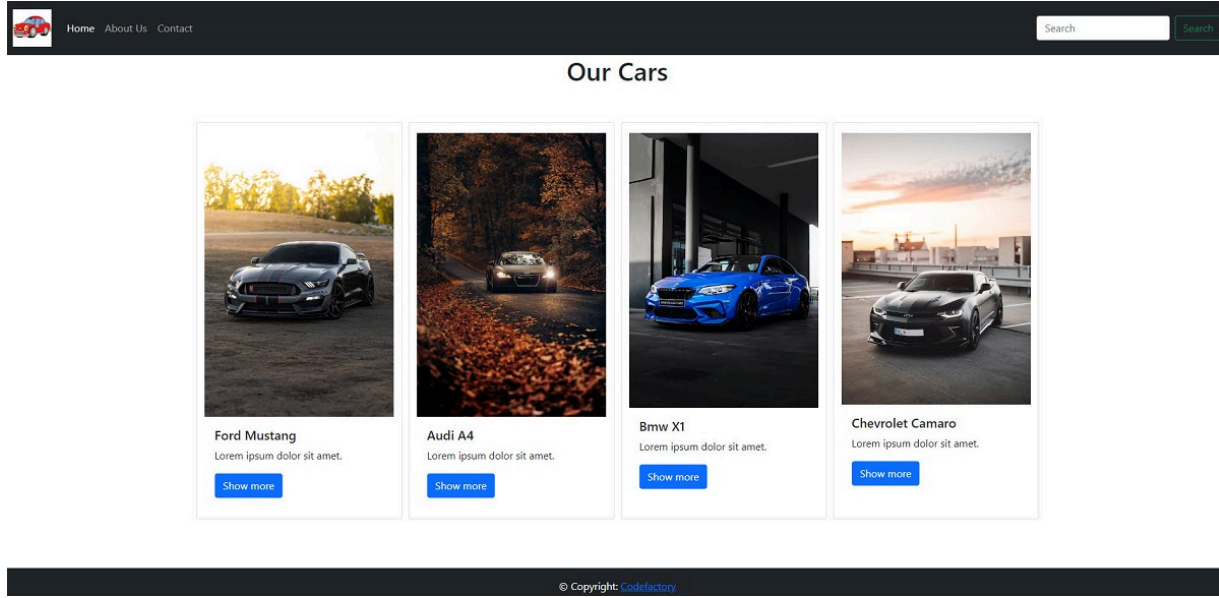 Home About Us Contact Search Search
Our Cars
Ford Mustang
Lorem ipsum dolor sit amet.
Show more
Audi A4
Lorem ipsum dolor sit amet.
Show more
Bmw X1
Lorem ipsum dolor sit amet.
Show more
Chevrolet Camaro
Lorem ipsum dolor sit amet.
Show more
© Copyright: Codefactory